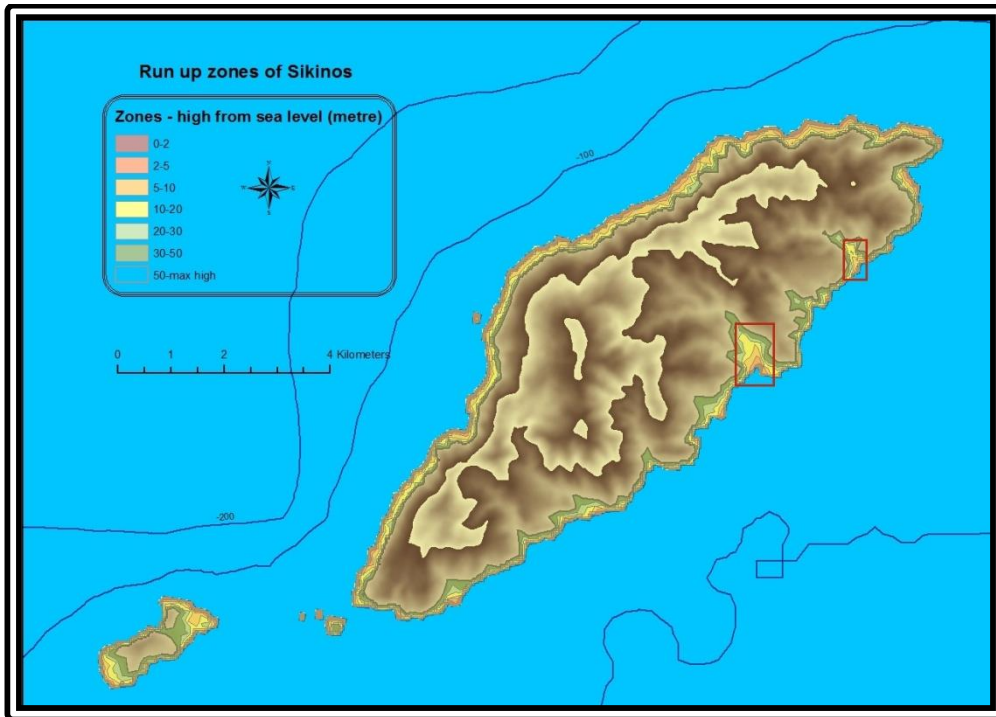 Run up zones of Sikinos
Zones - high from sea level (metre)
0-2
2-5
5-10
10-20
20-30
30-50
50-max high
0 1 2 4 Kilometers
-100
-200